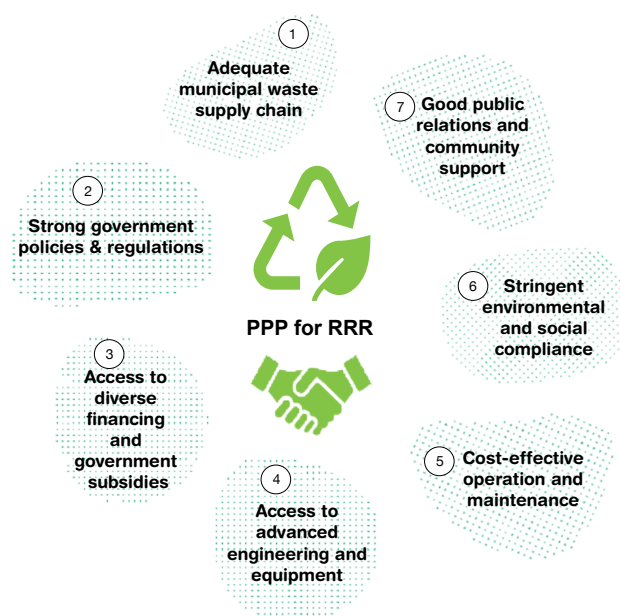 1
Adequate
municipal waste
supply chain
2
Strong government
policies & regulations
3
Access to
diverse
financing
and
government
subsidies
4
Access to
advanced
engineering and
equipment
5
Cost-effective
operation and
maintenance
6
Stringent
environmental
and social
compliance
7
Good public
relations and
community
support
PPP for RRR